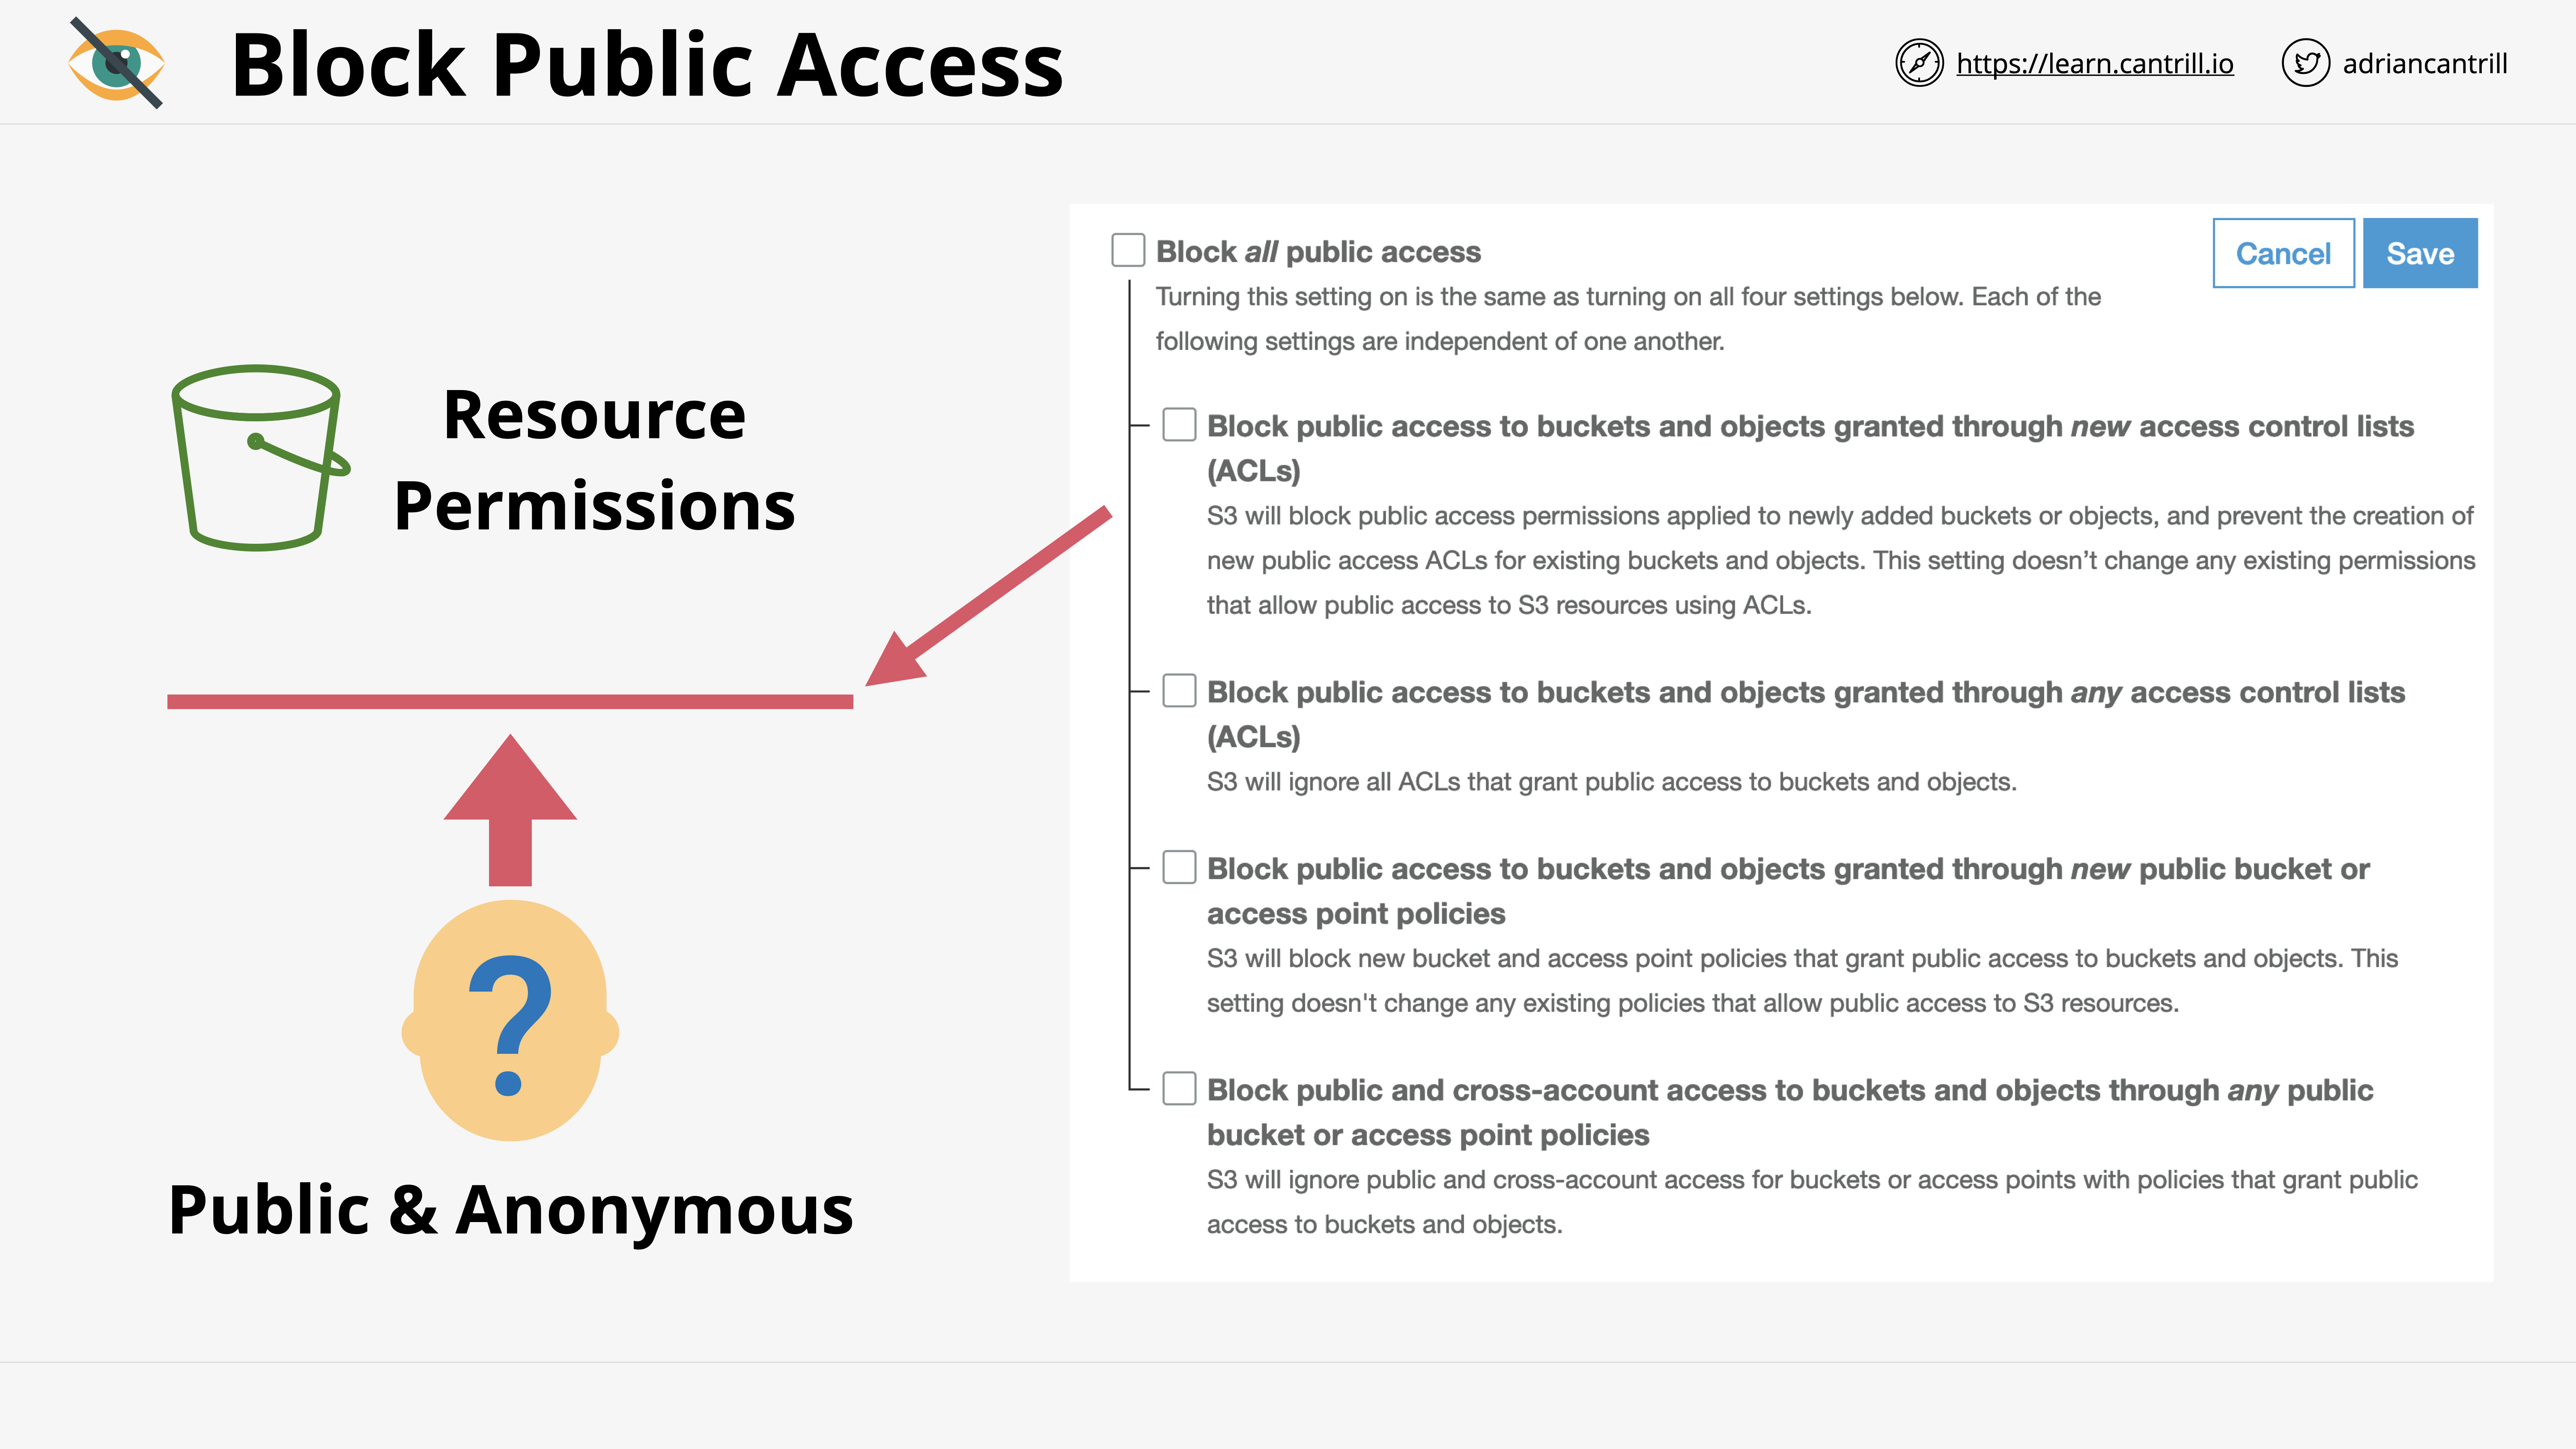 Block Public Access
https://learn.cantrill.io
adriancantrill
Resource
Permissions
?
Public & Anonymous
Cancel
Save
Block all public access
Turning this setting on is the same as turning on all four settings below. Each of the
following settings are independent of one another.
Block public access to buckets and objects granted through new access control lists
(ACLs)
S3 will block public access permissions applied to newly added buckets or objects, and prevent the creation of
new public access ACLs for existing buckets and objects. This setting doesn’t change any existing permissions
that allow public access to S3 resources using ACLs.
Block public access to buckets and objects granted through any access control lists
(ACLs)
S3 will ignore all ACLs that grant public access to buckets and objects.
Block public access to buckets and objects granted through new public bucket or
access point policies
S3 will block new bucket and access point policies that grant public access to buckets and objects. This
setting doesn't change any existing policies that allow public access to S3 resources.
Block public and cross-account access to buckets and objects through any public
bucket or access point policies
S3 will ignore public and cross-account access for buckets or access points with policies that grant public
access to buckets and objects.